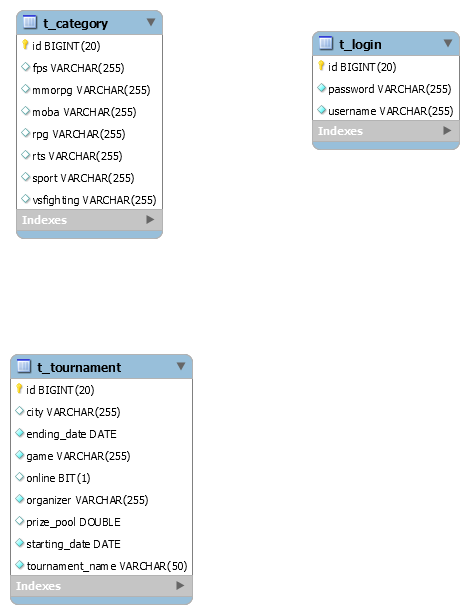 t_category
id BIGINT(20)
fps VARCHAR(255)
mmorpg VARCHAR(255)
moba VARCHAR(255)
rpg VARCHAR(255)
rts VARCHAR(255)
sport VARCHAR(255)
vsfighting VARCHAR(255)
Indexes
t_login
id BIGINT(20)
password VARCHAR(255)
username VARCHAR(255)
Indexes
t_tournament
id BIGINT(20)
city VARCHAR(255)
ending_date DATE
game VARCHAR(255)
online BIT(1)
organizer VARCHAR(255)
prize_pool DOUBLE
starting_date DATE
tournament_name VARCHAR(50)
Indexes